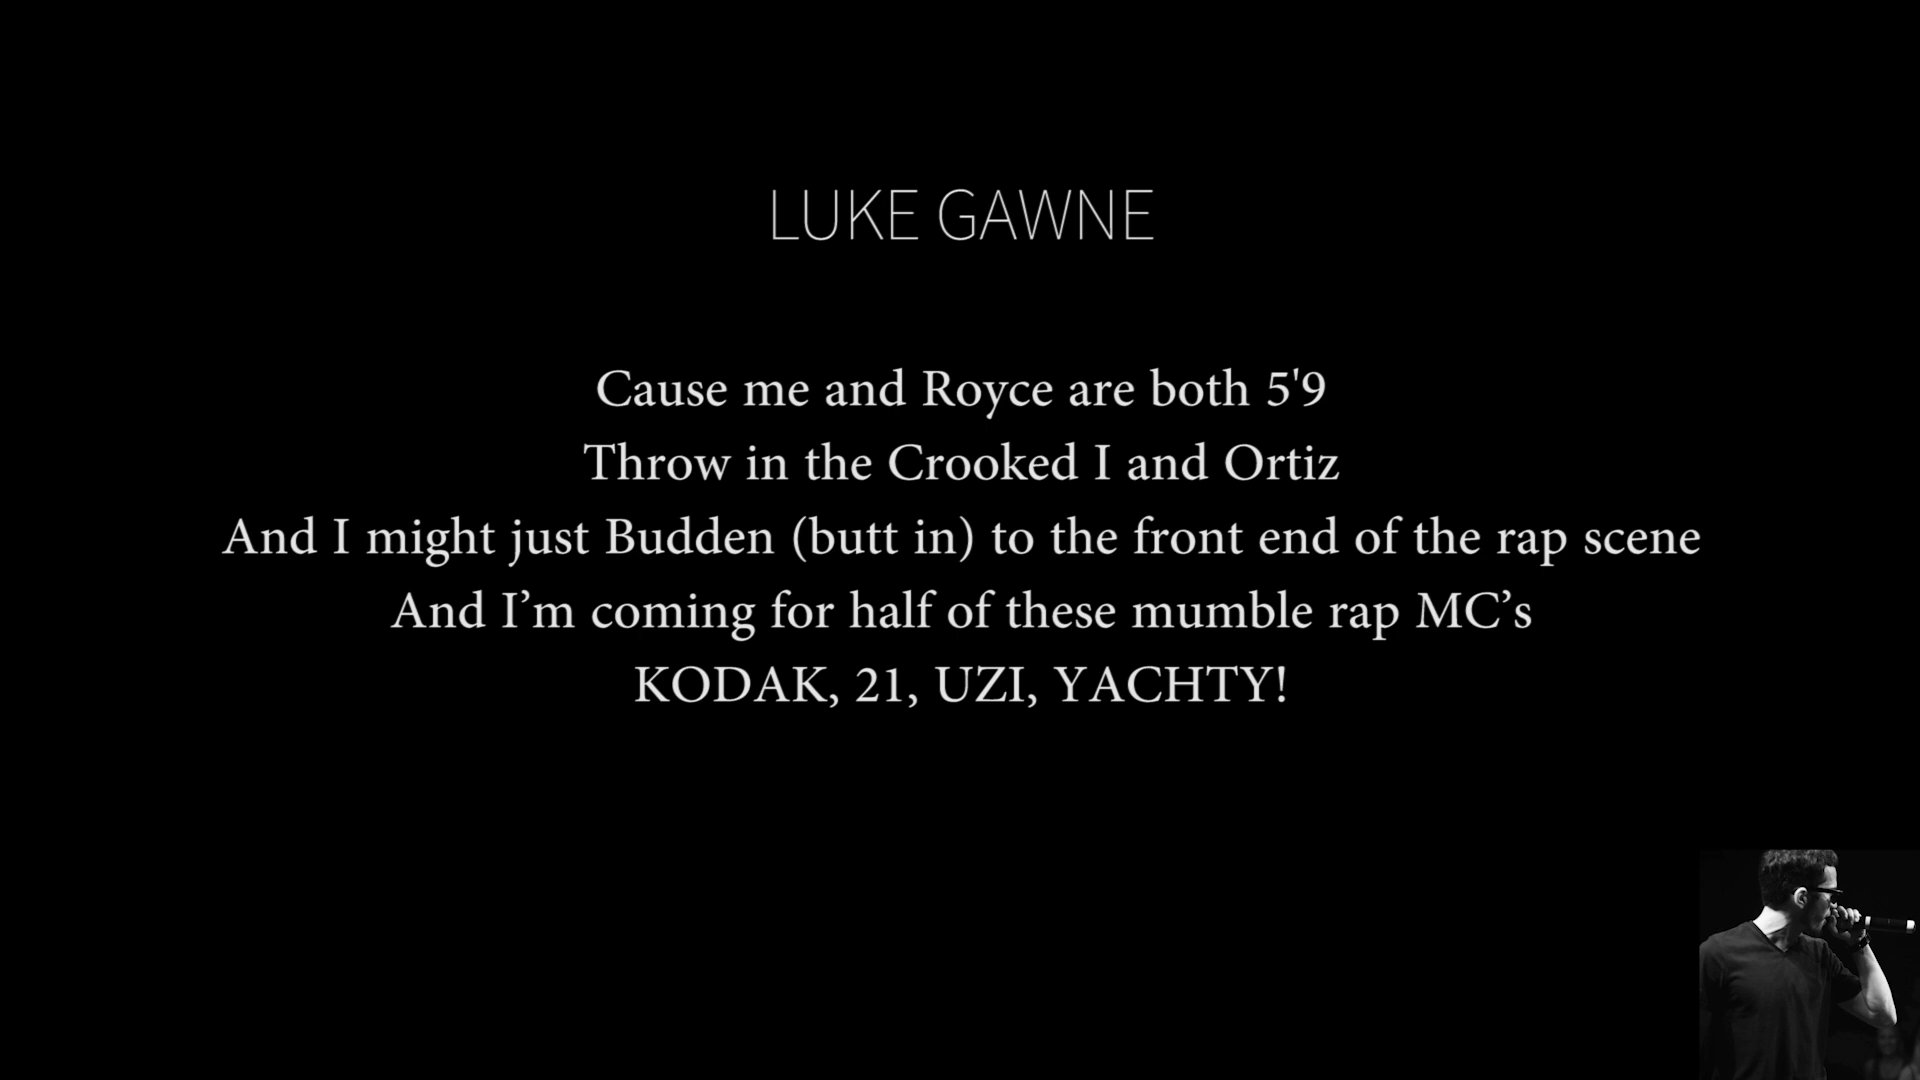 LUKE GAWNE
Cause me and Royce are both 5'9
Throw in the Crooked I and Ortiz
And I might just Budden (butt in) to the front end of the rap scene
And I’m coming for half of these mumble rap MC’s
KODAK, 21, UZI, YACHTY!